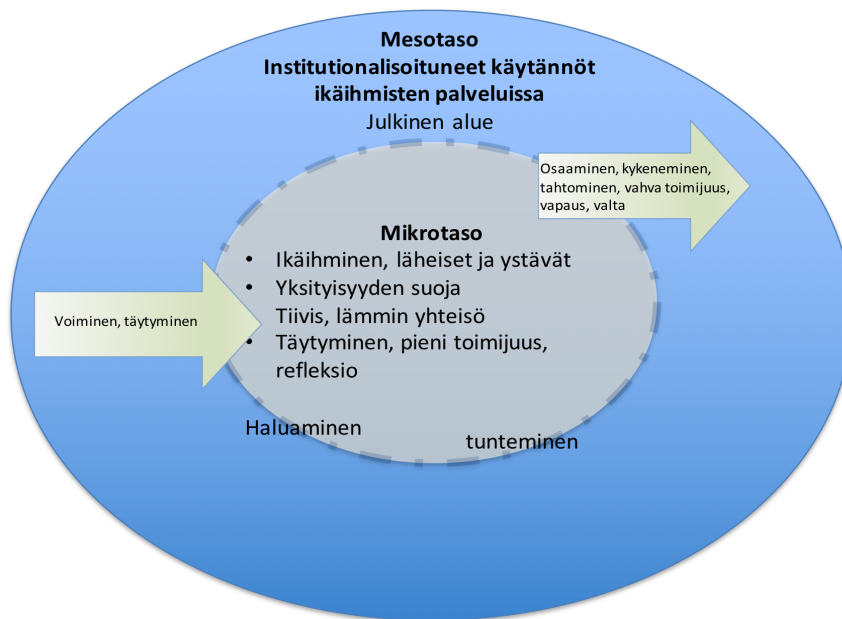 Mesotaso
Institutionalisoituneet käytännöt
ikäihmisten palveluissa
Julkinen alue
Osaaminen, kykeneminen,
tahtominen, vahva toimijuus,
vapaus, valta
Mikrotaso
• Ikäihminen, läheiset ja ystävät
• Yksityisyyden suoja
Tiivis, lämmin yhteisö
• Täytyminen, pieni toimijuus,
refleksio
Voiminen, täytyminen
Haluaminen
tunteminen